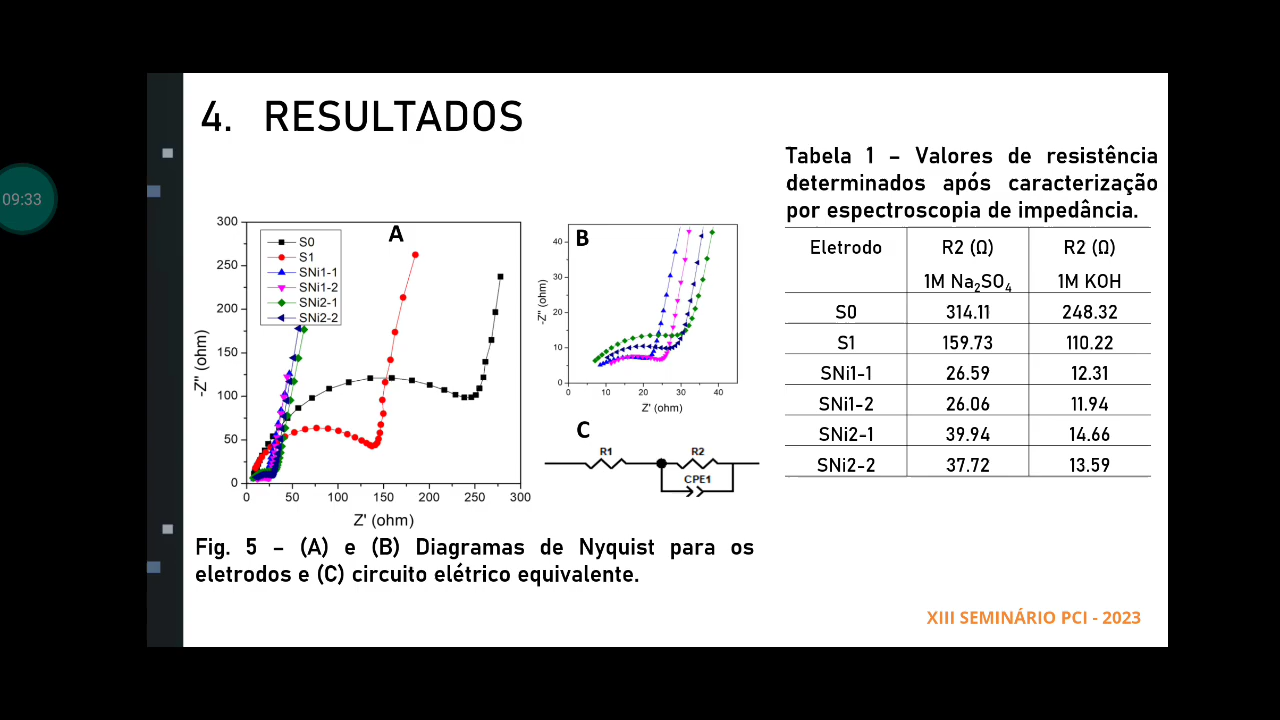 4. RESULTADOS
09:33
300
250
200
150
100
50
0
-Z'' (ohm)
A
S0
S1
SNi1-1
SNi1-2
SNi2-1
SNi2-2
0 50 100 150 200 250 300
Z' (ohm)
B
40
30
20
10
0
-Z'' (ohm)
0 10 20 30 40
Z' (ohm)
C
R1 R2
CPE1
Fig. 5 – (A) e (B) Diagramas de Nyquist para os
eletrodos e (C) circuito elétrico equivalente.
Tabela 1 – Valores de resistência
determinados após caracterização
por espectroscopia de impedância.
Eletrodo R2 (Ω) R2 (Ω)
1M Na₂SO₄ 1M KOH
S0 314.11 248.32
S1 159.73 110.22
SNi1-1 26.59 12.31
SNi1-2 26.06 11.94
SNi2-1 39.94 14.66
SNi2-2 37.72 13.59
XIII SEMINÁRIO PCI - 2023